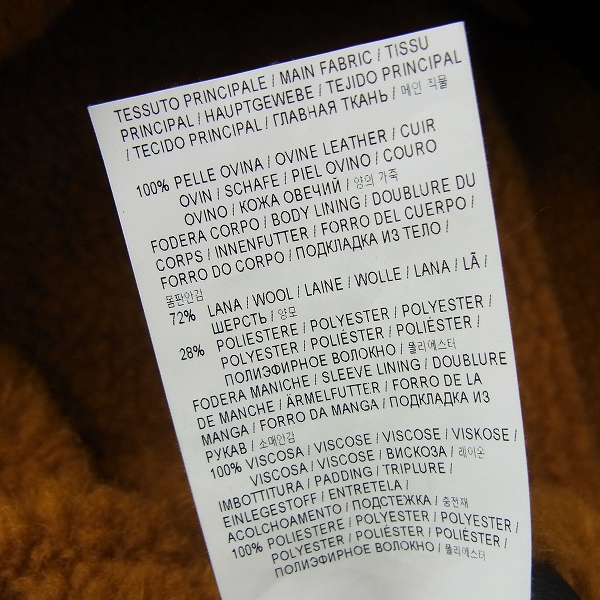 TESSUTO PRINCIPALE / MAIN FABRIC / TISSU
PRINCIPAL / HAUPTGEWEBE / TEJIDO PRINCIPAL
/ TECIDO PRINCIPAL / ГЛАВНАЯ ТКАНЬ / 메인 직물
100% PELLE OVINA / OVINE LEATHER / CUIR
OVIN / SCHAFE / PIEL OVINO / COURO
OVINO / КОЖА ОВЕЧИЙ / 양의 가죽
FODERA CORPO / BODY LINING / DOUBLURE DU
CORPS / INNENFUTTER / FORRO DEL CUERPO /
FORRO DO CORPO / ПОДКЛАДКА ИЗ ТЕЛО /
몸판안감
72% LANA / WOOL / LAINE / WOLLE / LANA / LÃ /
ШЕРСТЬ / 양모
28% POLIESTERE / POLYESTER / POLYESTER /
POLYESTER / POLIÉSTER / POLIÉSTER /
ПОЛИЭФИРНОЕ ВОЛОКНО / 폴리에스터
FODERA MANICHE / SLEEVE LINING / DOUBLURE
DE MANCHE / ÄRMELFUTTER / FORRO DE LA
MANGA / FORRO DA MANGA / ПОДКЛАДКА ИЗ
РУКАВ / 소매안감
100% VISCOSA / VISCOSE / VISCOSE / VISKOSE /
VISCOSA / VISCOSE / ВИСКОЗА / 레이온
IMBOTTITURA / PADDING / TRIPLURE /
EINLEGESTOFF / ENTRETELA /
ACOLCHOAMENTO / ПОДСТЕЖКА / 충전재
100% POLIESTERE / POLYESTER / POLYESTER /
POLYESTER / POLIÉSTER / POLIÉSTER /
ПОЛИЭФИРНОЕ ВОЛОКНО / 폴리에스터